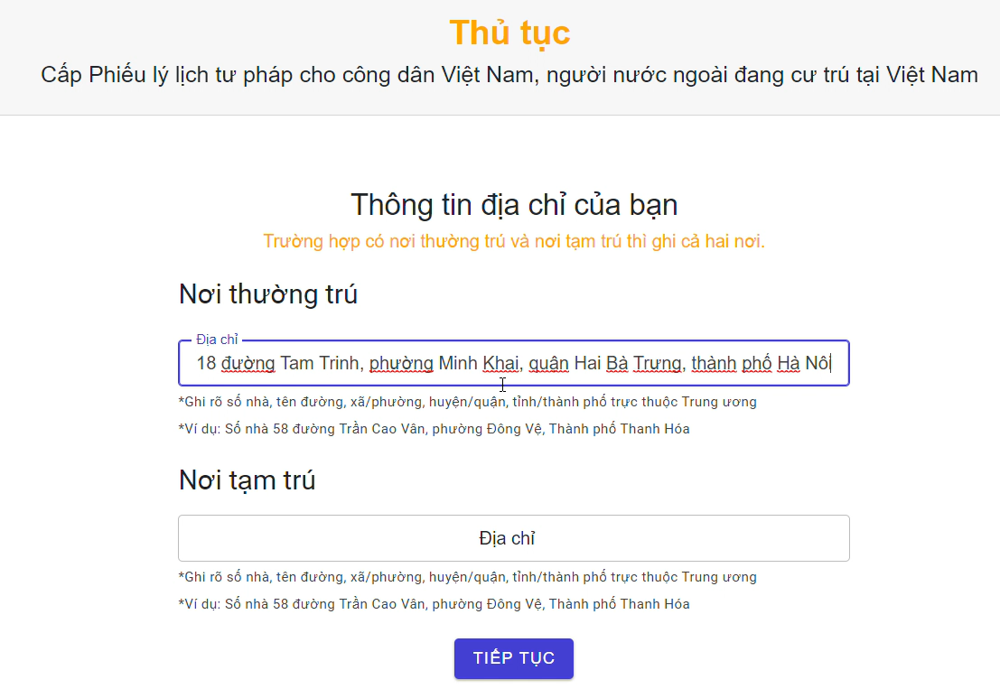 Thủ tục
Cấp Phiếu lý lịch tư pháp cho công dân Việt Nam, người nước ngoài đang cư trú tại Việt Nam
Thông tin địa chỉ của bạn
Trường hợp có nơi thường trú và nơi tạm trú thì ghi cả hai nơi.
Nơi thường trú
Địa chỉ
18 đường Tam Trinh, phường Minh Khai, quận Hai Bà Trưng, thành phố Hà Nôi
*Ghi rõ số nhà, tên đường, xã/phường, huyện/quận, tỉnh/thành phố trực thuộc Trung ương
*Ví dụ: Số nhà 58 đường Trần Cao Vân, phường Đông Vệ, Thành phố Thanh Hóa
Nơi tạm trú
Địa chỉ
*Ghi rõ số nhà, tên đường, xã/phường, huyện/quận, tỉnh/thành phố trực thuộc Trung ương
*Ví dụ: Số nhà 58 đường Trần Cao Vân, phường Đông Vệ, Thành phố Thanh Hóa
TIẾP TỤC